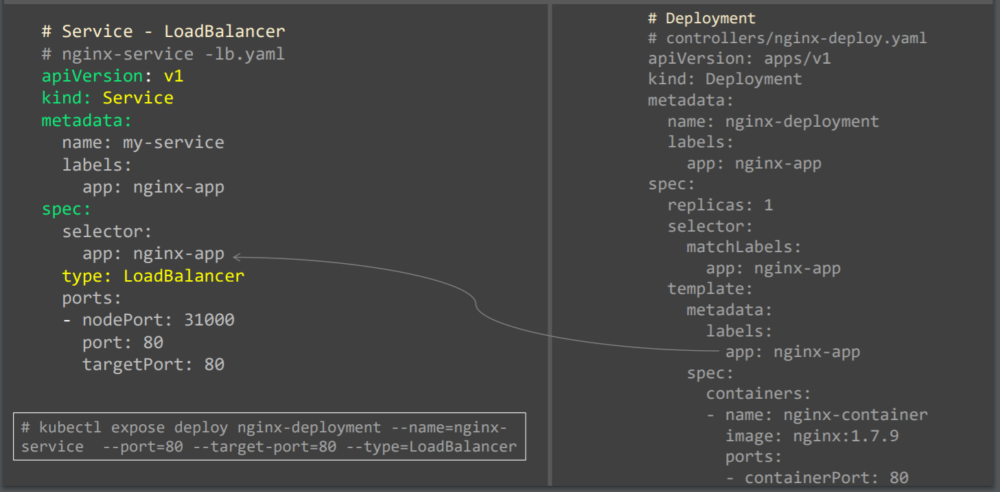 # Service - LoadBalancer
# nginx-service -lb.yaml
apiVersion: v1
kind: Service
metadata:
  name: my-service
  labels:
    app: nginx-app
spec:
  selector:
    app: nginx-app
  type: LoadBalancer
  ports:
  - nodePort: 31000
    port: 80
    targetPort: 80
# kubectl expose deploy nginx-deployment --name=nginx-
service  --port=80 --target-port=80 --type=LoadBalancer
# Deployment
# controllers/nginx-deploy.yaml
apiVersion: apps/v1
kind: Deployment
metadata:
  name: nginx-deployment
  labels:
    app: nginx-app
spec:
  replicas: 1
  selector:
    matchLabels:
      app: nginx-app
  template:
    metadata:
      labels:
        app: nginx-app
    spec:
      containers:
      - name: nginx-container
        image: nginx:1.7.9
        ports:
        - containerPort: 80